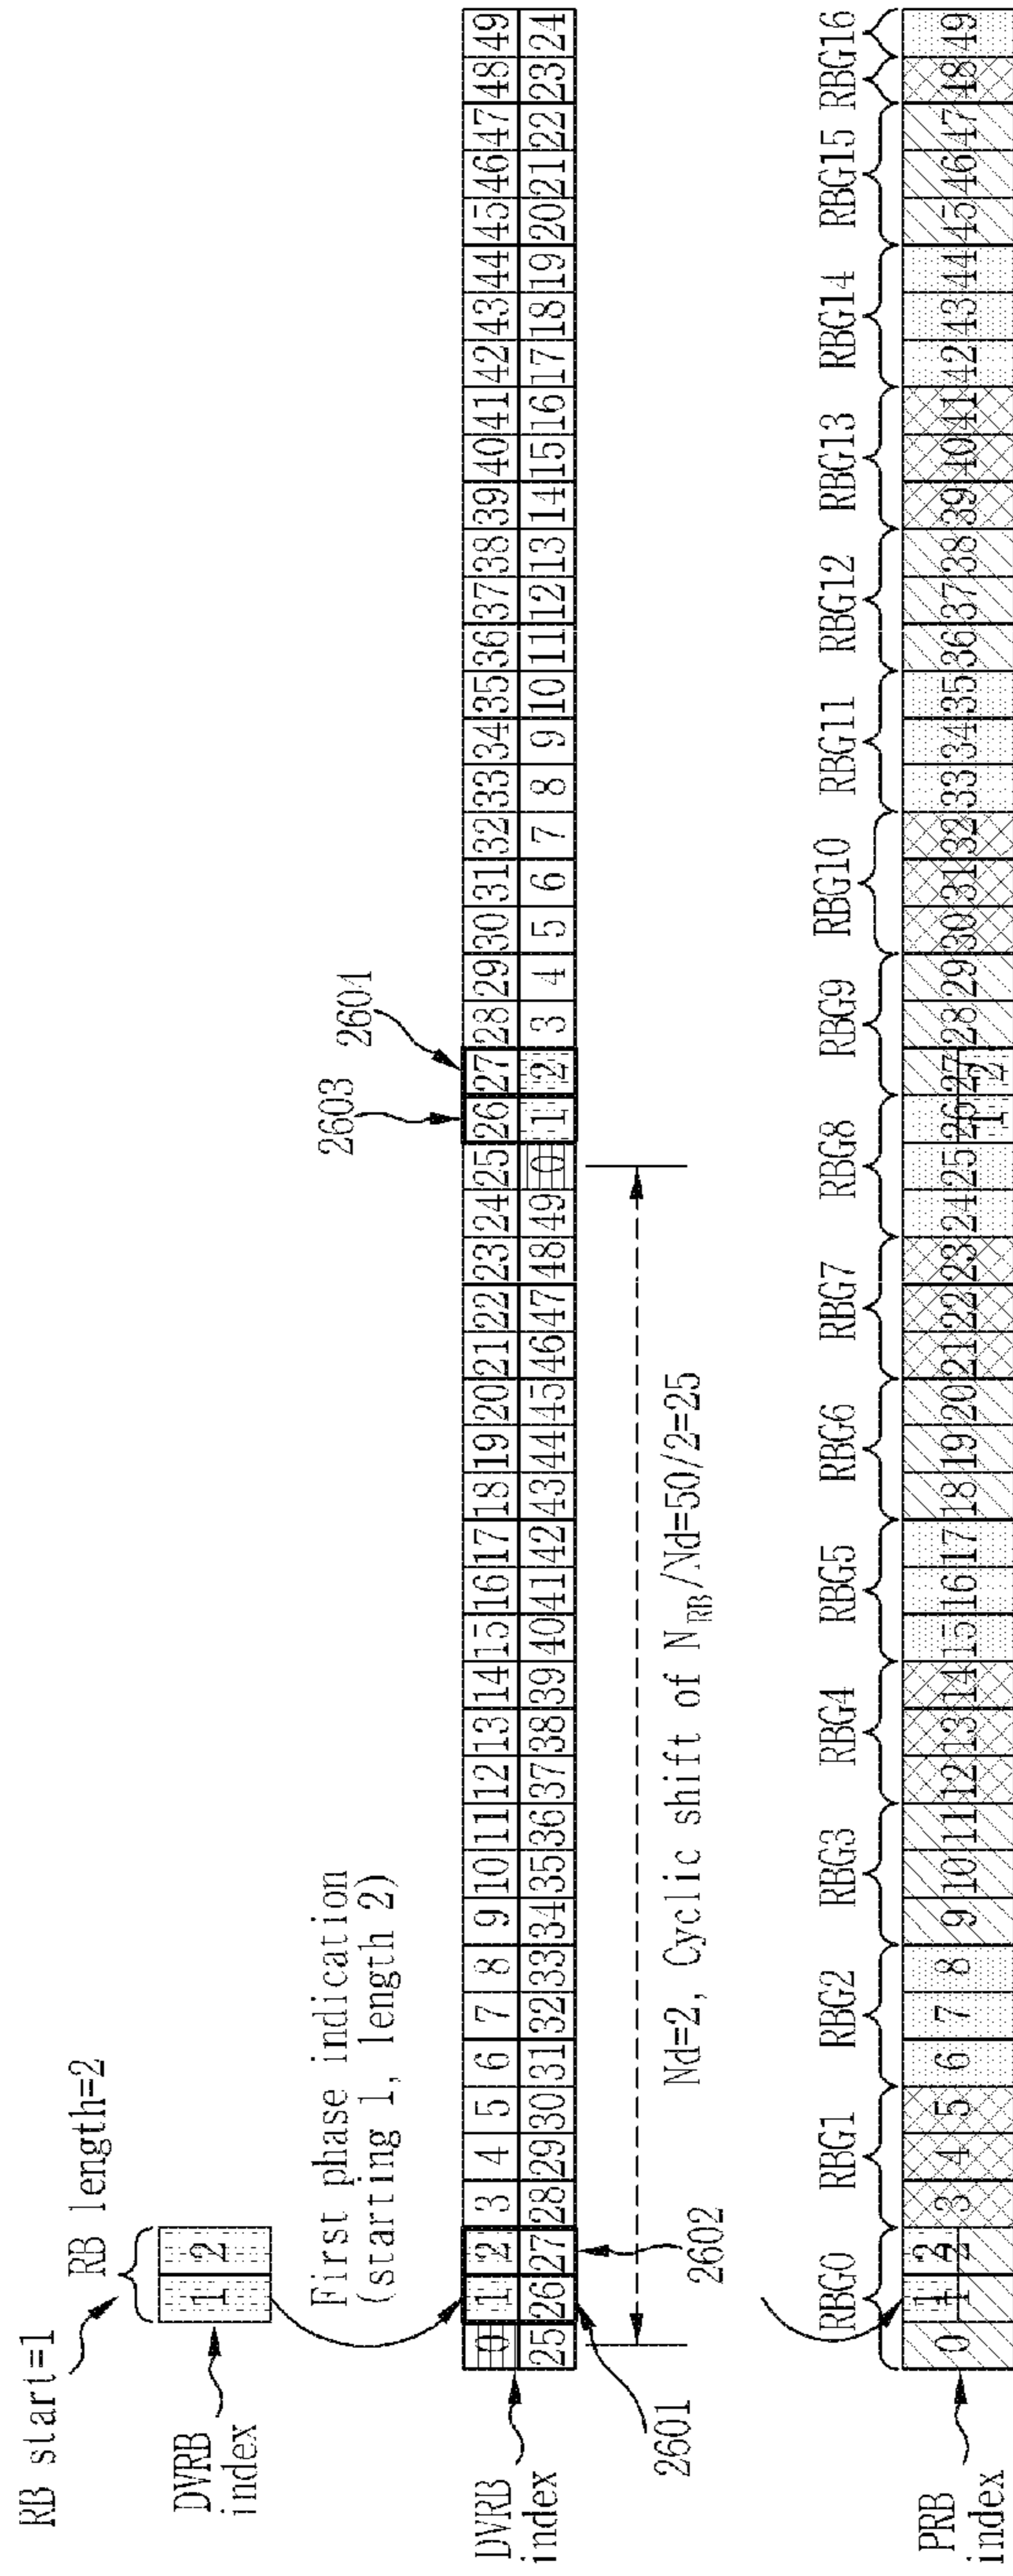 RB start=1
RB length=2
1 2
DVRB
index
First phase indication
(starting 1, length 2)
2603
2604
0 1 2 3 4 5 6 7 8 9 10 11 12 13 14 15 16 17 18 19 20 21 22 23 24 25 26 27 28 29 30 31 32 33 34 35 36 37 38 39 40 41 42 43 44 45 46 47 48 49
25 26 27 28 29 30 31 32 33 34 35 36 37 38 39 40 41 42 43 44 45 46 47 48 49 0 1 2 3 4 5 6 7 8 9 10 11 12 13 14 15 16 17 18 19 20 21 22 23 24
DVRB
index
2601
2602
Nd=2, Cyclic shift of N_RB/Nd=50/2=25
RBG0 RBG1 RBG2 RBG3 RBG4 RBG5 RBG6 RBG7 RBG8 RBG9 RBG10 RBG11 RBG12 RBG13 RBG14 RBG15 RBG16
0 1 2 3 4 5 6 7 8 9 10 11 12 13 14 15 16 17 18 19 20 21 22 23 24 25 26 27 28 29 30 31 32 33 34 35 36 37 38 39 40 41 42 43 44 45 46 47 48 49
1 2 1 2
PRB
index